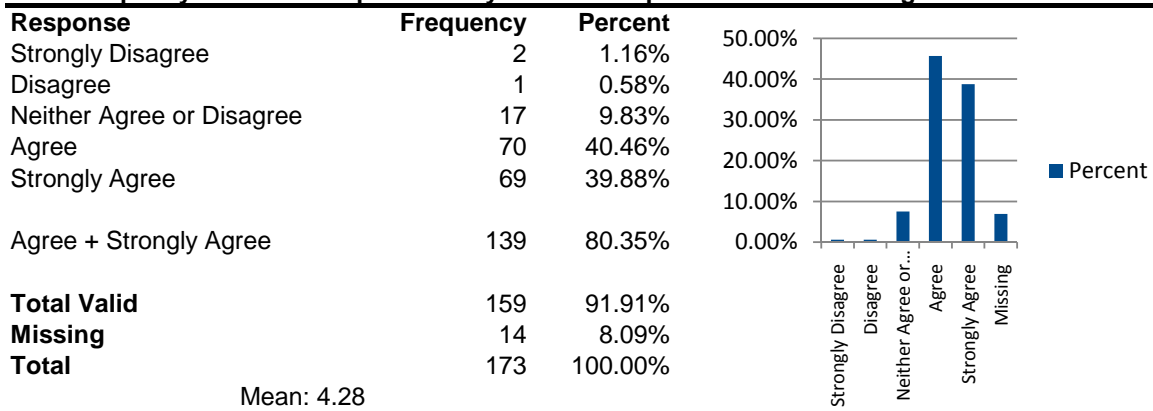 Response Frequency Percent
Strongly Disagree 2 1.16%
Disagree 1 0.58%
Neither Agree or Disagree 17 9.83%
Agree 70 40.46%
Strongly Agree 69 39.88%
Agree + Strongly Agree 139 80.35%
Total Valid 159 91.91%
Missing 14 8.09%
Total 173 100.00%
Mean: 4.28
50.00%
40.00%
30.00%
20.00%
10.00%
0.00%
Strongly Disagree
Disagree
Neither Agree or...
Agree
Strongly Agree
Missing
Percent